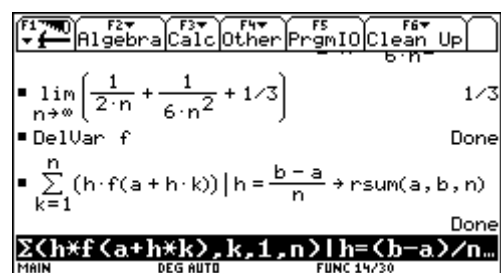 F1 F2 F3 F4 F5 F6
Algebra Calc Other PrgmIO Clean Up
6·n
lim n→∞ (1/(2·n) + 1/(6·n²) + 1/3) 1/3
DelVar f Done
n Σ k=1 (h·f(a + h·k)) | h = (b - a)/n → rsum(a, b, n)
Done
Σ(h*f(a+h*k),k,1,n)|h=(b-a)/n…
MAIN DEG AUTO FUNC 14/30